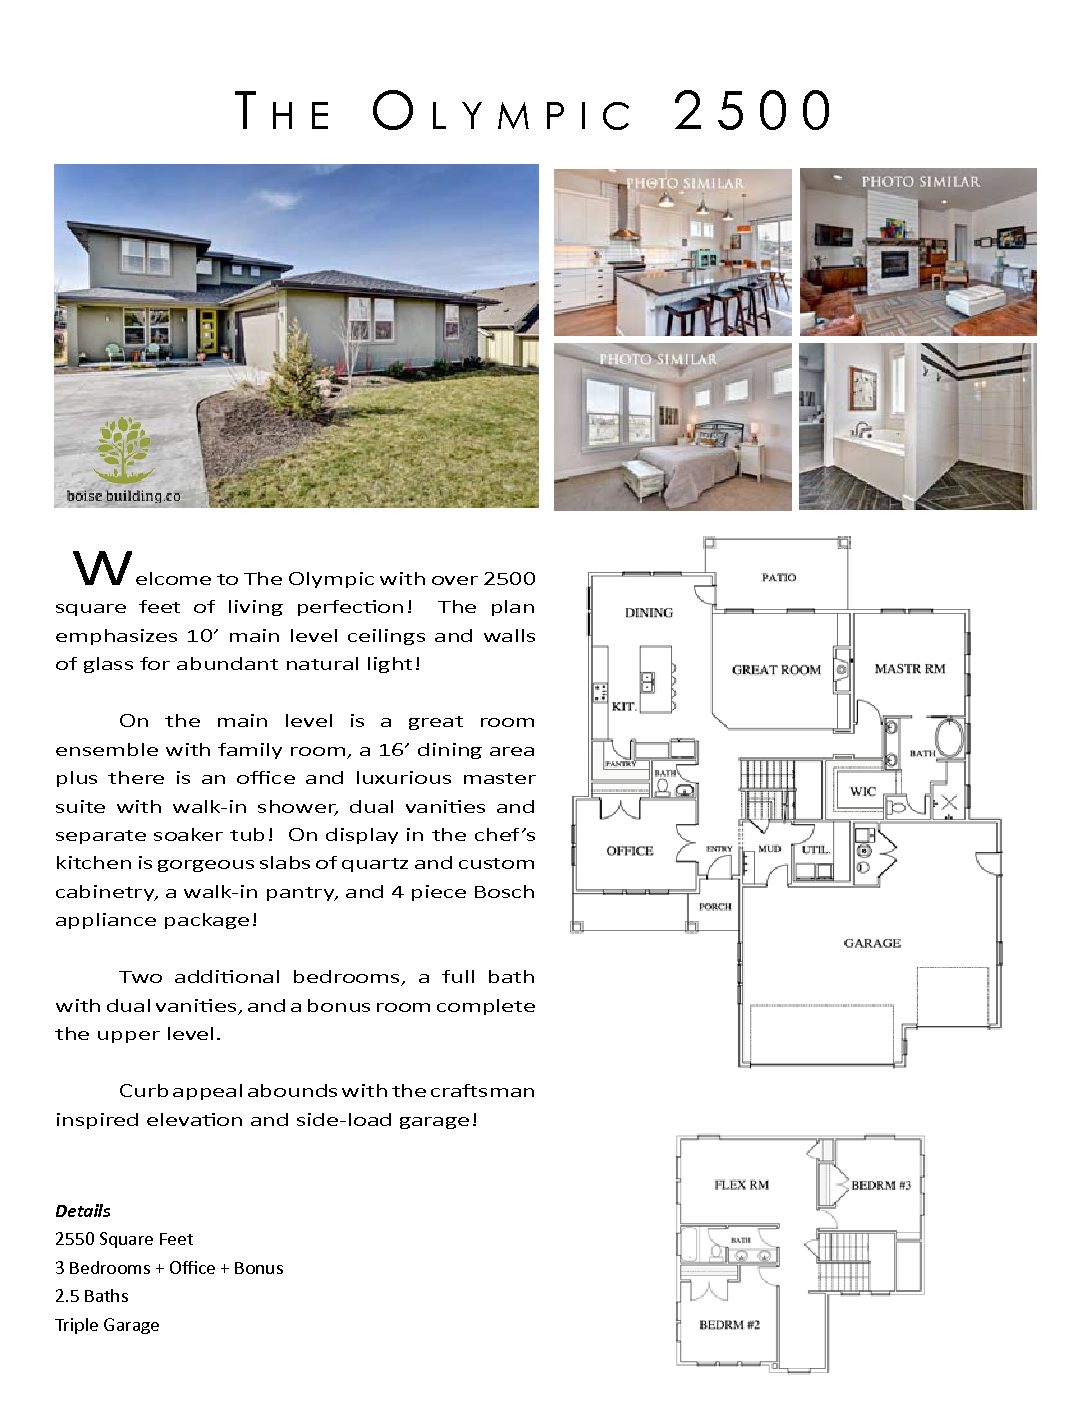 The Olympic 2500
PHOTO SIMILAR
PHOTO SIMILAR
PHOTO SIMILAR
boise building.co
Welcome to The Olympic with over 2500
square feet of living perfection! The plan
emphasizes 10’ main level ceilings and walls
of glass for abundant natural light!
On the main level is a great room
ensemble with family room, a 16’ dining area
plus there is an office and luxurious master
suite with walk-in shower, dual vanities and
separate soaker tub! On display in the chef’s
kitchen is gorgeous slabs of quartz and custom
cabinetry, a walk-in pantry, and 4 piece Bosch
appliance package!
Two additional bedrooms, a full bath
with dual vanities, and a bonus room complete
the upper level.
Curb appeal abounds with the craftsman
inspired elevation and side-load garage!
Details
2550 Square Feet
3 Bedrooms + Office + Bonus
2.5 Baths
Triple Garage
PATIO
DINING
GREAT ROOM
MASTR RM
KIT.
BATH
PANTRY
BATH
WIC
OFFICE
ENTRY
MUD
UTIL.
PORCH
GARAGE
FLEX RM
BEDRM #3
BATH
BEDRM #2